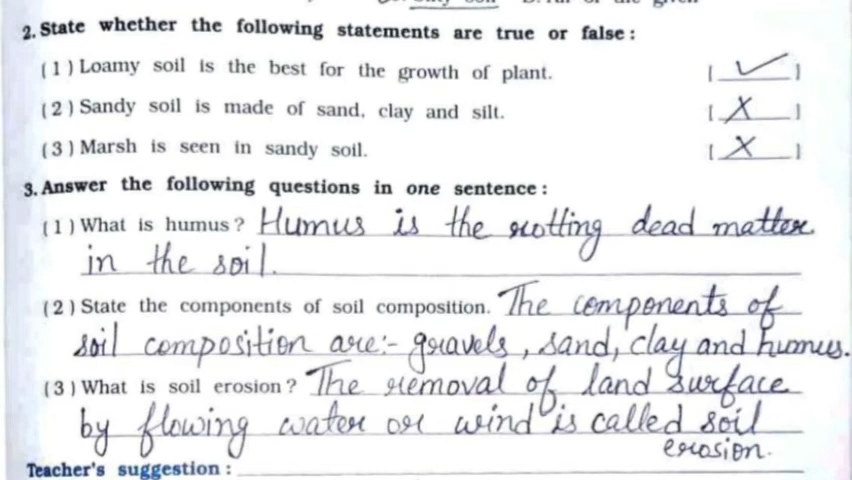 2. State whether the following statements are true or false :
(1) Loamy soil is the best for the growth of plant. [ ✓ ]
(2) Sandy soil is made of sand, clay and silt. [ X ]
(3) Marsh is seen in sandy soil. [ X ]
3. Answer the following questions in one sentence :
(1) What is humus? Humus is the rotting dead matter
in the soil.
(2) State the components of soil composition. The components of
soil composition are:- gravels, sand, clay and humus.
(3) What is soil erosion? The removal of land surface
by flowing water or wind is called soil
erosion.
Teacher's suggestion :